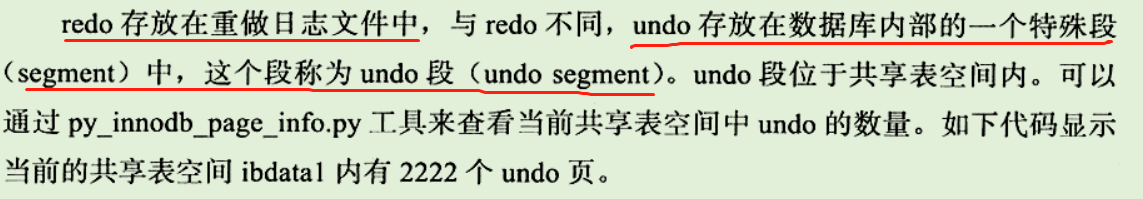 redo 存放在重做日志文件中，与 redo 不同，undo 存放在数据库内部的一个特殊段
（segment）中，这个段称为 undo 段（undo segment）。undo 段位于共享表空间内。可以
通过 py_innodb_page_info.py 工具来查看当前共享表空间中 undo 的数量。如下代码显示
当前的共享表空间 ibdata1 内有 2222 个 undo 页。